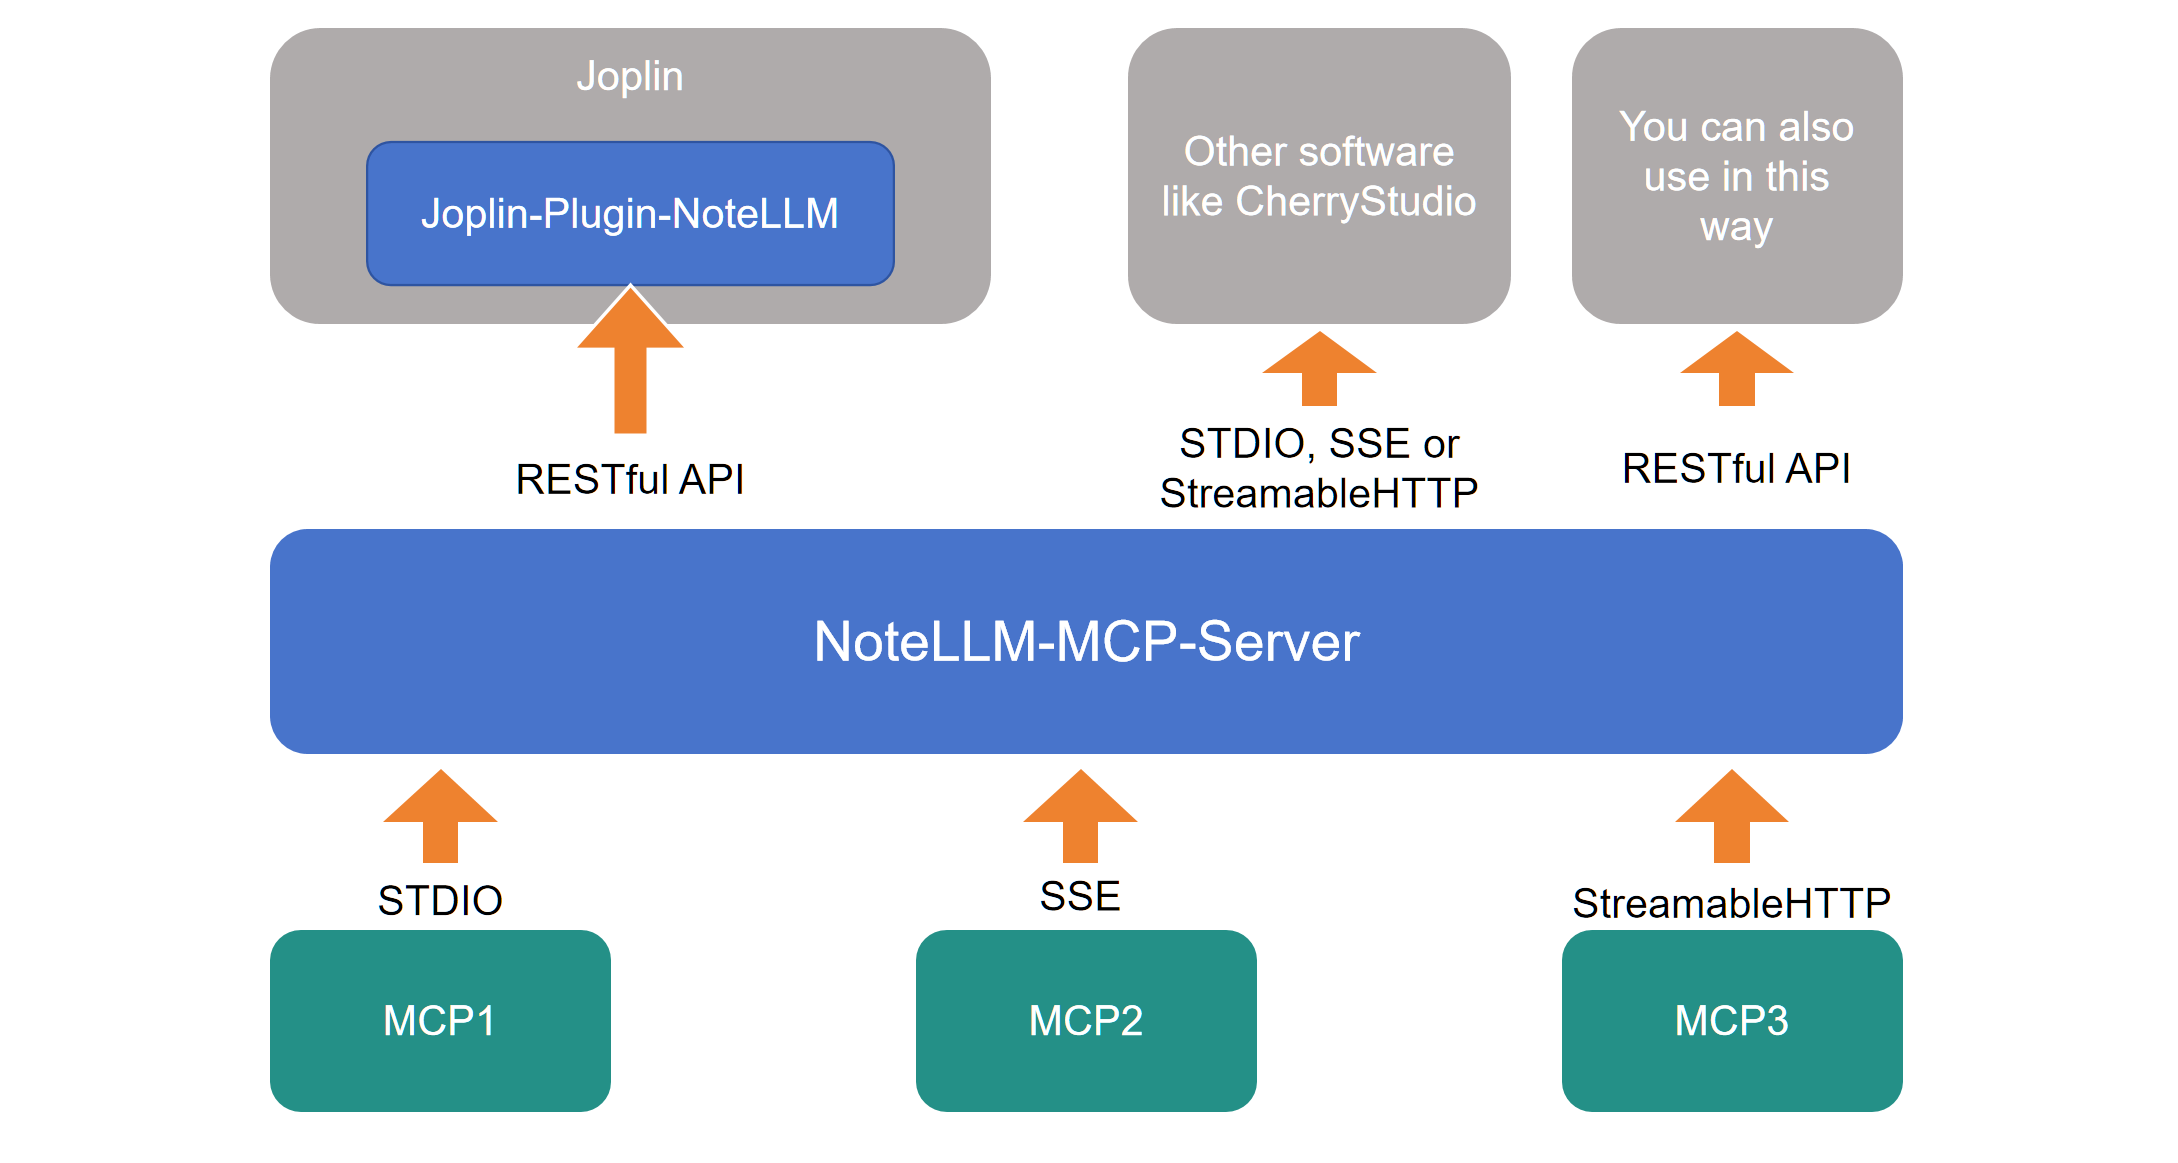 Joplin
Joplin-Plugin-NoteLLM
Other software
like CherryStudio
You can also
use in this
way
RESTful API
STDIO, SSE or
StreamableHTTP
RESTful API
NoteLLM-MCP-Server
STDIO
SSE
StreamableHTTP
MCP1
MCP2
MCP3